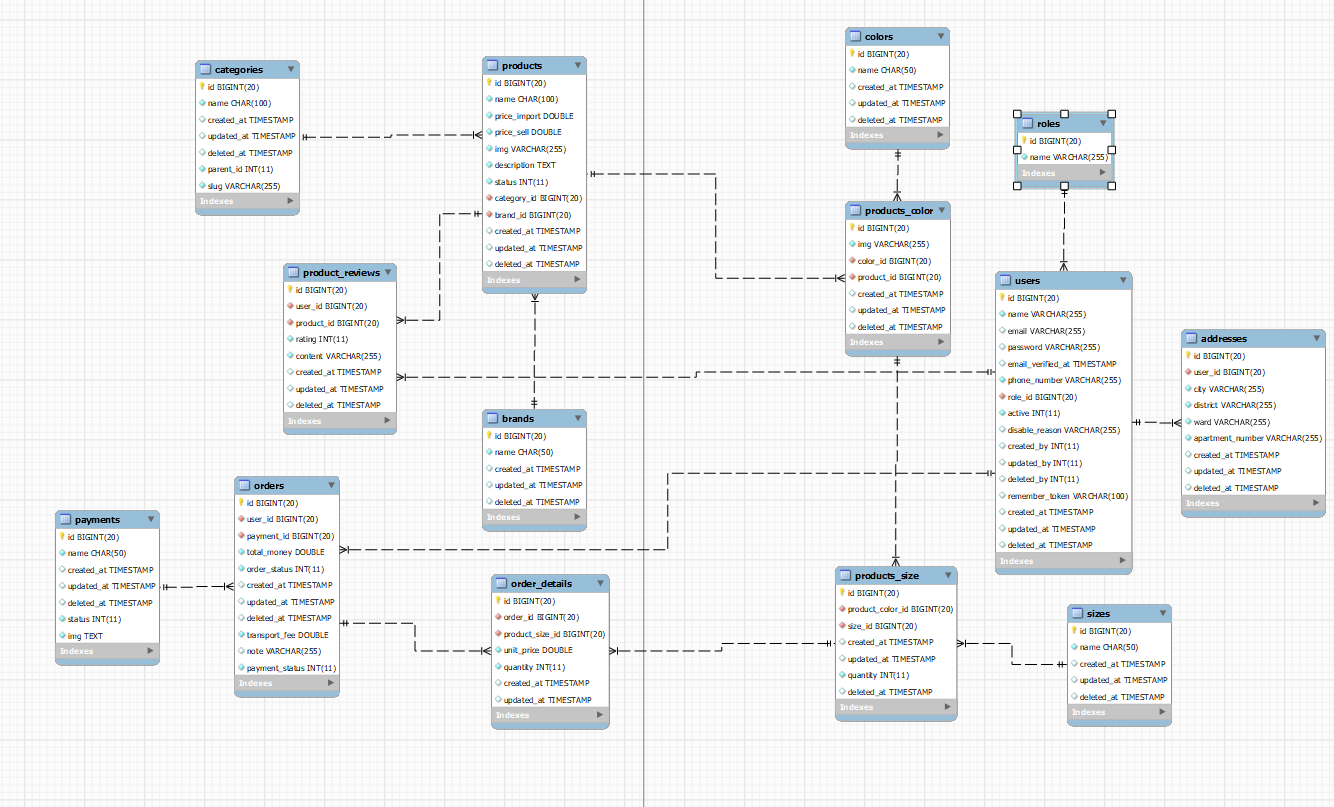 categories
id BIGINT(20)
name CHAR(100)
created_at TIMESTAMP
updated_at TIMESTAMP
deleted_at TIMESTAMP
parent_id INT(11)
slug VARCHAR(255)
Indexes
products
id BIGINT(20)
name CHAR(100)
price_import DOUBLE
price_sell DOUBLE
img VARCHAR(255)
description TEXT
status INT(11)
category_id BIGINT(20)
brand_id BIGINT(20)
created_at TIMESTAMP
updated_at TIMESTAMP
deleted_at TIMESTAMP
Indexes
colors
id BIGINT(20)
name CHAR(50)
created_at TIMESTAMP
updated_at TIMESTAMP
deleted_at TIMESTAMP
Indexes
roles
id BIGINT(20)
name VARCHAR(255)
Indexes
products_color
id BIGINT(20)
img VARCHAR(255)
color_id BIGINT(20)
product_id BIGINT(20)
created_at TIMESTAMP
updated_at TIMESTAMP
deleted_at TIMESTAMP
Indexes
product_reviews
id BIGINT(20)
user_id BIGINT(20)
product_id BIGINT(20)
rating INT(11)
content VARCHAR(255)
created_at TIMESTAMP
updated_at TIMESTAMP
deleted_at TIMESTAMP
Indexes
users
id BIGINT(20)
name VARCHAR(255)
email VARCHAR(255)
password VARCHAR(255)
email_verified_at TIMESTAMP
phone_number VARCHAR(255)
role_id BIGINT(20)
active INT(11)
disable_reason VARCHAR(255)
created_by INT(11)
updated_by INT(11)
deleted_by INT(11)
remember_token VARCHAR(100)
created_at TIMESTAMP
updated_at TIMESTAMP
deleted_at TIMESTAMP
Indexes
addresses
id BIGINT(20)
user_id BIGINT(20)
city VARCHAR(255)
district VARCHAR(255)
ward VARCHAR(255)
apartment_number VARCHAR(255)
created_at TIMESTAMP
updated_at TIMESTAMP
deleted_at TIMESTAMP
Indexes
brands
id BIGINT(20)
name CHAR(50)
created_at TIMESTAMP
updated_at TIMESTAMP
deleted_at TIMESTAMP
Indexes
orders
id BIGINT(20)
user_id BIGINT(20)
payment_id BIGINT(20)
total_money DOUBLE
order_status INT(11)
created_at TIMESTAMP
updated_at TIMESTAMP
deleted_at TIMESTAMP
transport_fee DOUBLE
note VARCHAR(255)
payment_status INT(11)
Indexes
payments
id BIGINT(20)
name CHAR(50)
created_at TIMESTAMP
updated_at TIMESTAMP
deleted_at TIMESTAMP
status INT(11)
img TEXT
Indexes
order_details
id BIGINT(20)
order_id BIGINT(20)
product_size_id BIGINT(20)
unit_price DOUBLE
quantity INT(11)
created_at TIMESTAMP
updated_at TIMESTAMP
Indexes
products_size
id BIGINT(20)
product_color_id BIGINT(20)
size_id BIGINT(20)
created_at TIMESTAMP
updated_at TIMESTAMP
quantity INT(11)
deleted_at TIMESTAMP
Indexes
sizes
id BIGINT(20)
name CHAR(50)
created_at TIMESTAMP
updated_at TIMESTAMP
deleted_at TIMESTAMP
Indexes